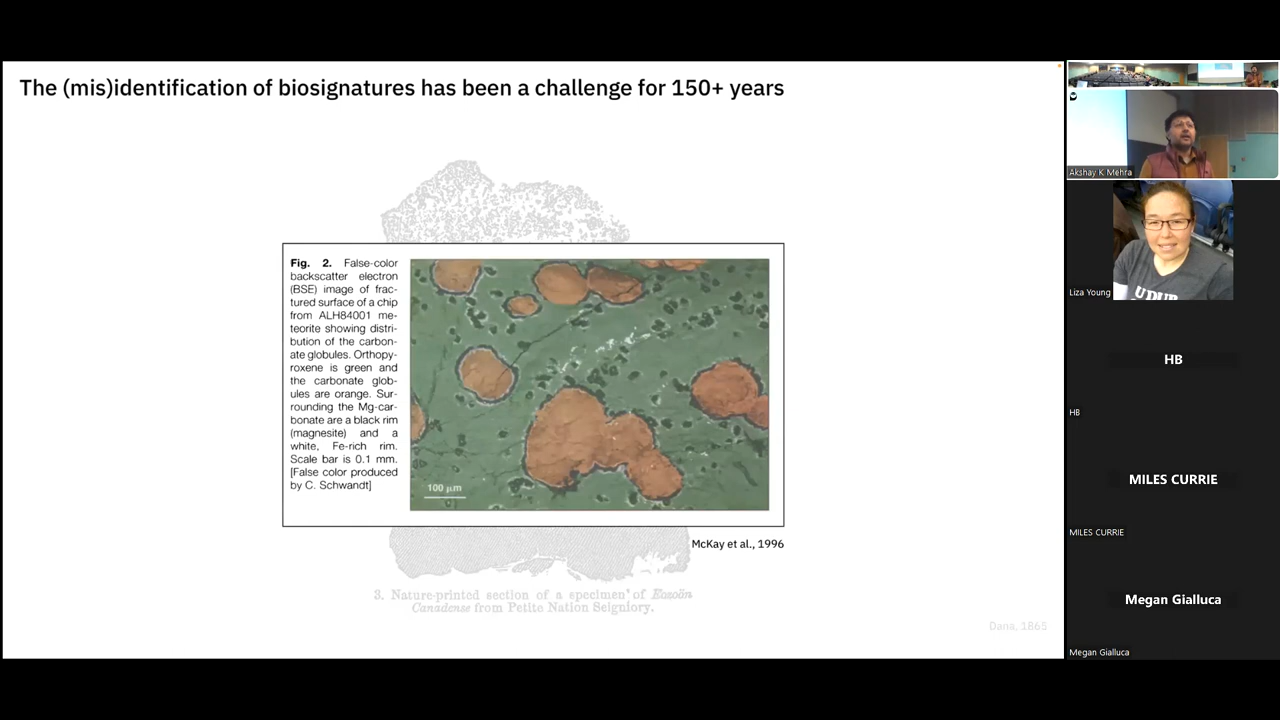 The (mis)identification of biosignatures has been a challenge for 150+ years
Fig. 2. False-color
backscatter electron
(BSE) image of frac-
tured surface of a chip
from ALH84001 me-
teorite showing distri-
bution of the carbon-
ate globules. Orthopy-
roxene is green and
the carbonate glob-
ules are orange. Sur-
rounding the Mg-car-
bonate are a black rim
(magnesite) and a
white, Fe-rich rim.
Scale bar is 0.1 mm.
[False color produced
by C. Schwandt]
100 μm
McKay et al., 1996
3. Nature-printed section of a specimen of Eozoön
Canadense from Petite Nation Seigniory.
Dana, 1865
Akshay K Mehra
Liza Young
HB
HB
MILES CURRIE
MILES CURRIE
Megan Gialluca
Megan Gialluca